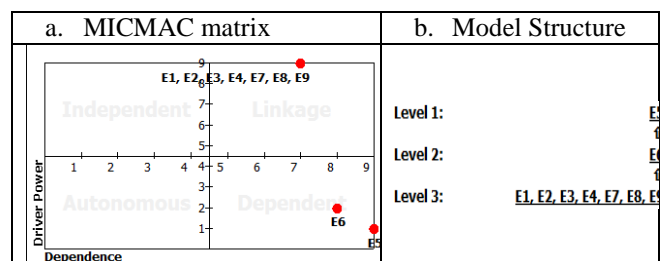 a. MICMAC matrix
b. Model Structure
9
E1, E2, E3, E4, E7, E8, E9
8
Independent
Linkage
7
6
5
1 2 3 4 4 5 6 7 8 9
3
Autonomous
Dependent
2
E6
1
E5
Driver Power
Dependence
Level 1: E5
Level 2: E6
Level 3: E1, E2, E3, E4, E7, E8, E9